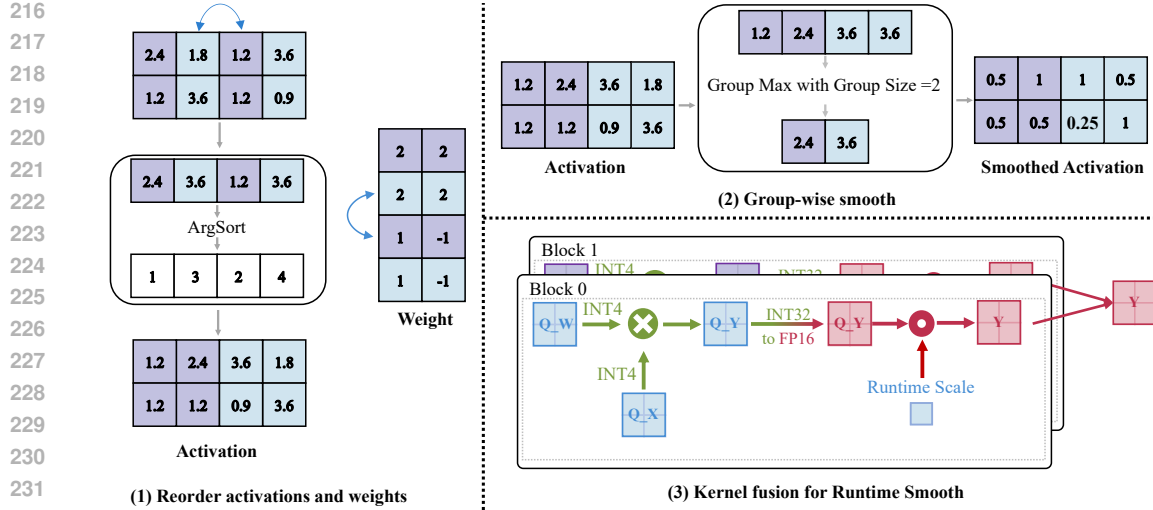 216
217
218
219
220
221
222
223
224
225
226
227
228
229
230
231
2.4 1.8 1.2 3.6
1.2 3.6 1.2 0.9
2.4 3.6 1.2 3.6
ArgSort
1 3 2 4
1.2 2.4 3.6 1.8
1.2 1.2 0.9 3.6
Activation
2 2
2 2
1 -1
1 -1
Weight
(1) Reorder activations and weights
1.2 2.4 3.6 1.8
1.2 1.2 0.9 3.6
Activation
1.2 2.4 3.6 3.6
Group Max with Group Size =2
2.4 3.6
0.5 1 1 0.5
0.5 0.5 0.25 1
Smoothed Activation
(2) Group-wise smooth
Block 1
INT4 INT32
Block 0
Q_W INT4 Q_Y INT32 to FP16 Q_Y Y
Y
INT4
Q_X
Runtime Scale
(3) Kernel fusion for Runtime Smooth